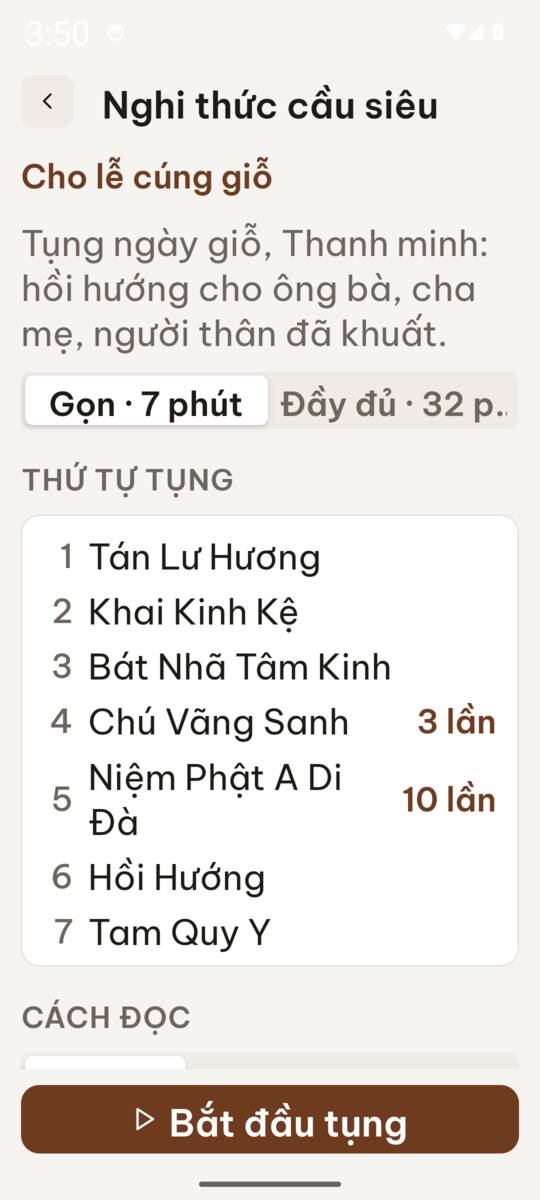 3:50
Nghi thức cầu siêu
Cho lễ cúng giỗ
Tụng ngày giỗ, Thanh minh:
hồi hướng cho ông bà, cha
mẹ, người thân đã khuất.
Gọn · 7 phút
Đầy đủ · 32 p..
THỨ TỰ TỤNG
1 Tán Lư Hương
2 Khai Kinh Kệ
3 Bát Nhã Tâm Kinh
4 Chú Vãng Sanh 3 lần
5 Niệm Phật A Di
Đà 10 lần
6 Hồi Hướng
7 Tam Quy Y
CÁCH ĐỌC
Bắt đầu tụng